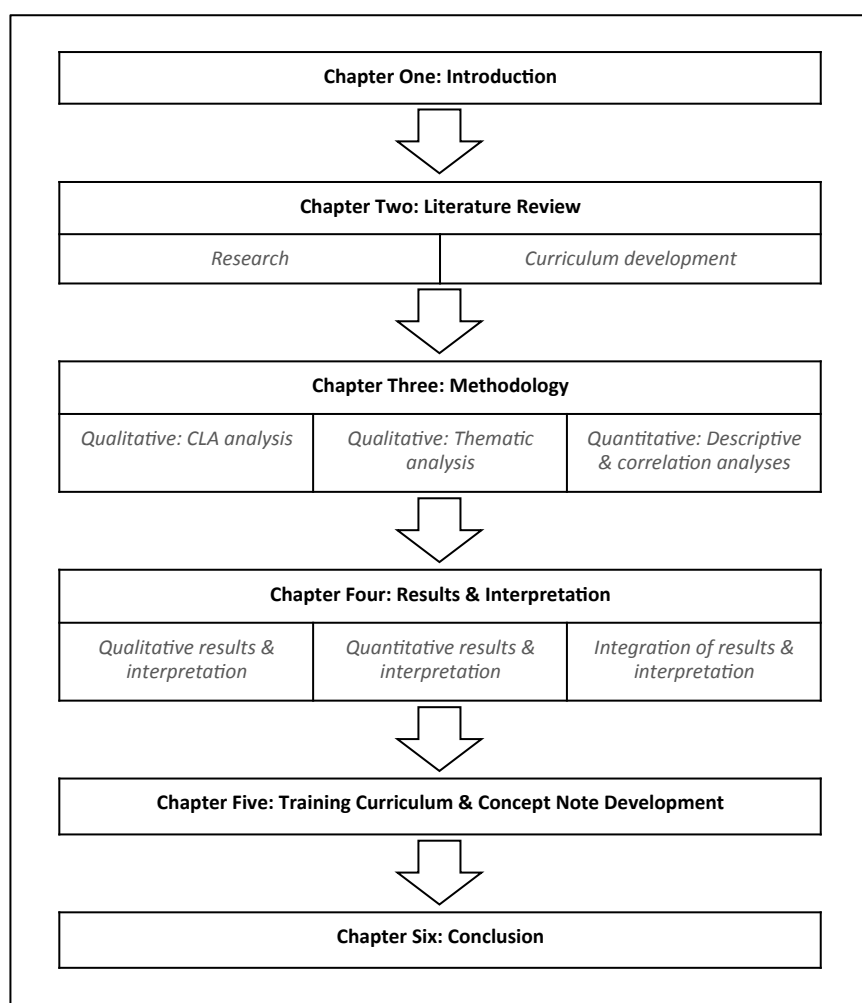 Chapter One: Introduction
Chapter Two: Literature Review
Research
Curriculum development
Chapter Three: Methodology
Qualitative: CLA analysis
Qualitative: Thematic
analysis
Quantitative: Descriptive
& correlation analyses
Chapter Four: Results & Interpretation
Qualitative results &
interpretation
Quantitative results &
interpretation
Integration of results &
interpretation
Chapter Five: Training Curriculum & Concept Note Development
Chapter Six: Conclusion